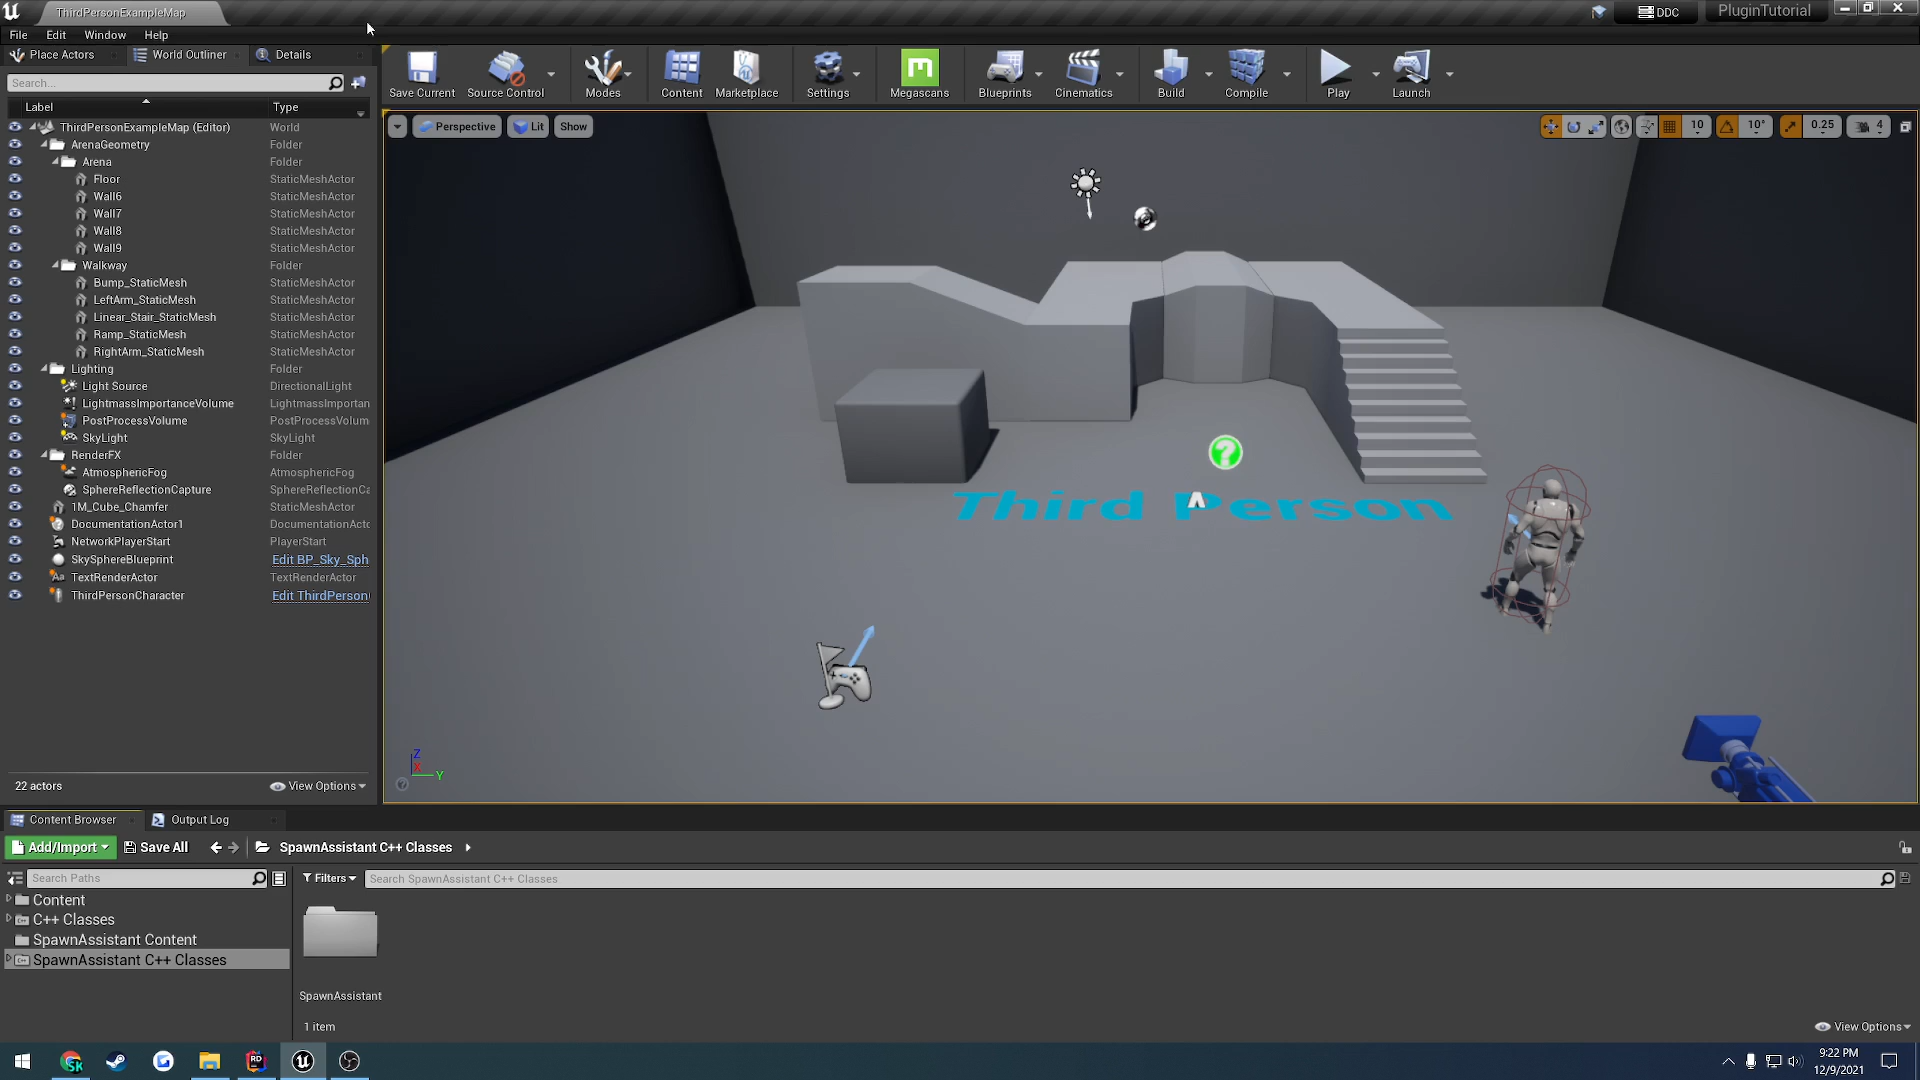 ThirdPersonExampleMap
DDC
PluginTutorial
File Edit Window Help
Place Actors World Outliner Details
Search...
Label Type
ThirdPersonExampleMap (Editor) World
ArenaGeometry Folder
Arena Folder
Floor StaticMeshActor
Wall6 StaticMeshActor
Wall7 StaticMeshActor
Wall8 StaticMeshActor
Wall9 StaticMeshActor
Walkway Folder
Bump_StaticMesh StaticMeshActor
LeftArm_StaticMesh StaticMeshActor
Linear_Stair_StaticMesh StaticMeshActor
Ramp_StaticMesh StaticMeshActor
RightArm_StaticMesh StaticMeshActor
Lighting Folder
Light Source DirectionalLight
LightmassImportanceVolume LightmassImportan
PostProcessVolume PostProcessVolum
SkyLight SkyLight
RenderFX Folder
AtmosphericFog AtmosphericFog
SphereReflectionCapture SphereReflectionCa
1M_Cube_Chamfer StaticMeshActor
DocumentationActor1 DocumentationActo
NetworkPlayerStart PlayerStart
SkySphereBlueprint Edit BP_Sky_Sph
TextRenderActor TextRenderActor
ThirdPersonCharacter Edit ThirdPerson
22 actors View Options
Save Current Source Control Modes Content Marketplace Settings Megascans Blueprints Cinematics Build Compile Play Launch
Perspective Lit Show
10 10° 0.25 4
Third Person
Z
X
Y
Content Browser Output Log
Add/Import Save All SpawnAssistant C++ Classes
Search Paths
Filters Search SpawnAssistant C++ Classes
Content
C++ Classes
SpawnAssistant Content
SpawnAssistant C++ Classes
SpawnAssistant
1 item View Options
9:22 PM
12/9/2021